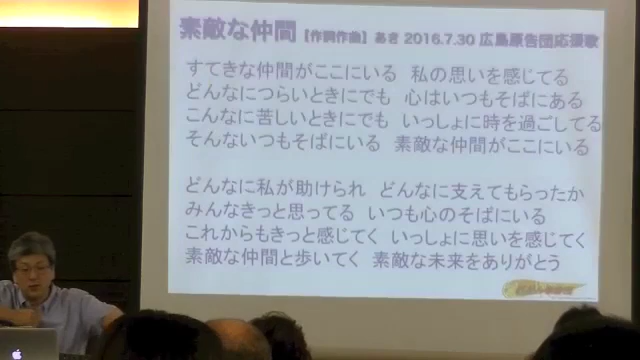 素敵な仲間 【作詞作曲】あき 2016.7.30 広島原告団応援歌
すてきな仲間がここにいる 私の思いを感じてる
どんなにつらいときにでも 心はいつもそばにある
こんなに苦しいときにでも いっしょに時を過ごしてる
そんないつもそばにいる 素敵な仲間がここにいる
どんなに私が助けられ どんなに支えてもらったか
みんなきっと思ってる いつも心のそばにいる
これからもきっと感じてく いっしょに思いを感じてく
素敵な仲間と歩いてく 素敵な未来をありがとう